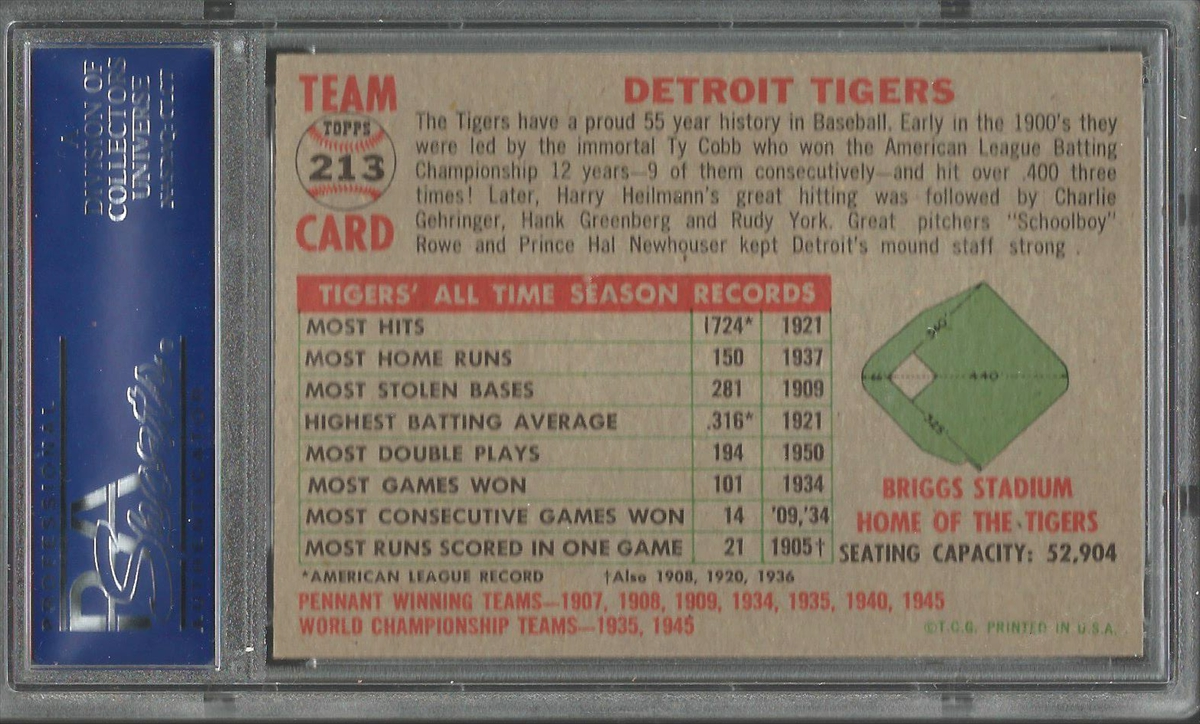 A
DIVISION OF
COLLECTORS
UNIVERSE
NASDAQ: CLCT
PROFESSIONAL
PSA
Sports
TEAM
TOPPS
213
CARD
DETROIT TIGERS
The Tigers have a proud 55 year history in Baseball. Early in the 1900's they
were led by the immortal Ty Cobb who won the American League Batting
Championship 12 years—9 of them consecutively—and hit over .400 three
times! Later, Harry Heilmann's great hitting was followed by Charlie
Gehringer, Hank Greenberg and Rudy York. Great pitchers "Schoolboy"
Rowe and Prince Hal Newhouser kept Detroit's mound staff strong .
TIGERS' ALL TIME SEASON RECORDS
MOST HITS 1724* 1921
MOST HOME RUNS 150 1937
MOST STOLEN BASES 281 1909
HIGHEST BATTING AVERAGE .316* 1921
MOST DOUBLE PLAYS 194 1950
MOST GAMES WON 101 1934
MOST CONSECUTIVE GAMES WON 14 '09,'34
MOST RUNS SCORED IN ONE GAME 21 1905†
*AMERICAN LEAGUE RECORD †Also 1908, 1920, 1936
PENNANT WINNING TEAMS—1907, 1908, 1909, 1934, 1935, 1940, 1945
WORLD CHAMPIONSHIP TEAMS—1935, 1945
340'
440
325'
BRIGGS STADIUM
HOME OF THE TIGERS
SEATING CAPACITY: 52,904
©T.C.G. PRINTED IN U.S.A.